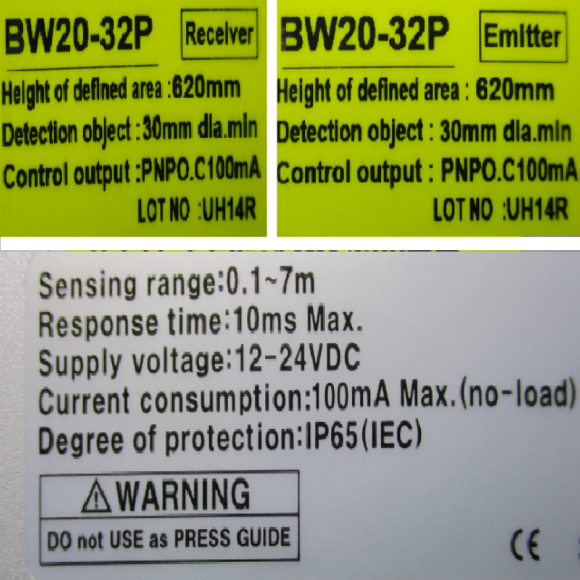 BW20-32P Receiver
Height of defined area :620mm
Detection object :30mm dia.min
Control output :PNPO.C100mA
LOT NO :UH14R
BW20-32P Emitter
Height of defined area : 620mm
Detection object : 30mm dia.min
Control output : PNPO.C100mA
LOT NO :UH14R
Sensing range:0.1~7m
Response time:10ms Max.
Supply voltage:12-24VDC
Current consumption:100mA Max.(no-load)
Degree of protection:IP65(IEC)
⚠WARNING
DO not USE as PRESS GUIDE
CE